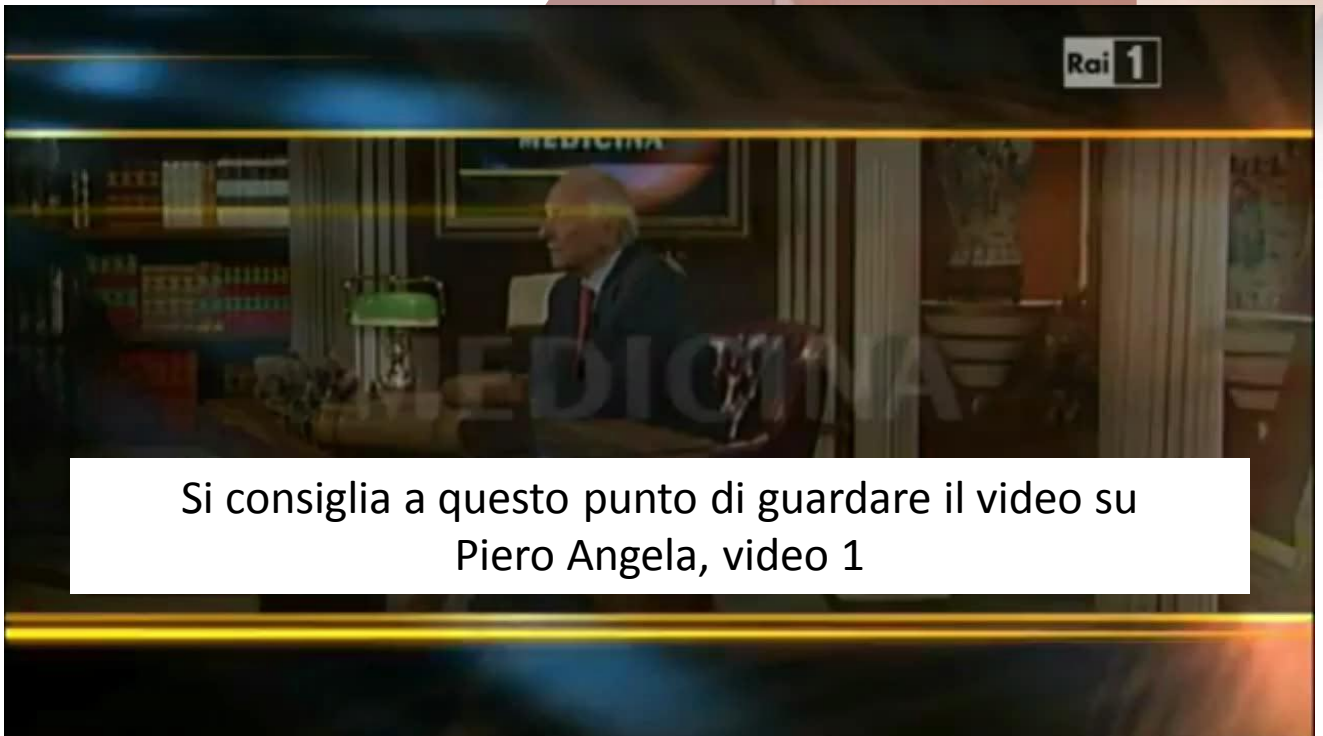 Rai 1
MEDICINA
MEDICINA
Si consiglia a questo punto di guardare il video su
Piero Angela, video 1